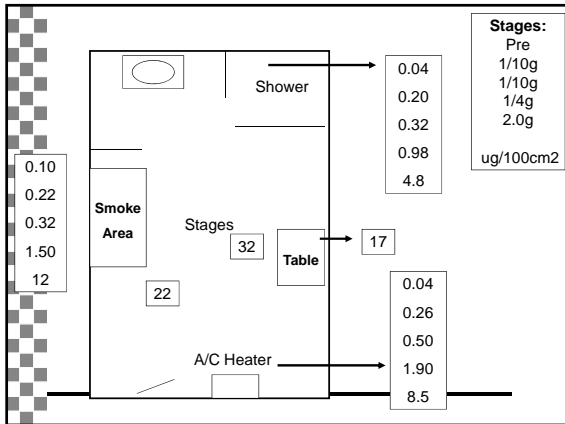 Stages:
Pre
1/10g
1/10g
1/4g
2.0g
ug/100cm2
Shower
0.04
0.20
0.32
0.98
4.8
0.10
0.22
0.32
1.50
12
Smoke
Area
Stages
32
Table
17
22
A/C Heater
0.04
0.26
0.50
1.90
8.5